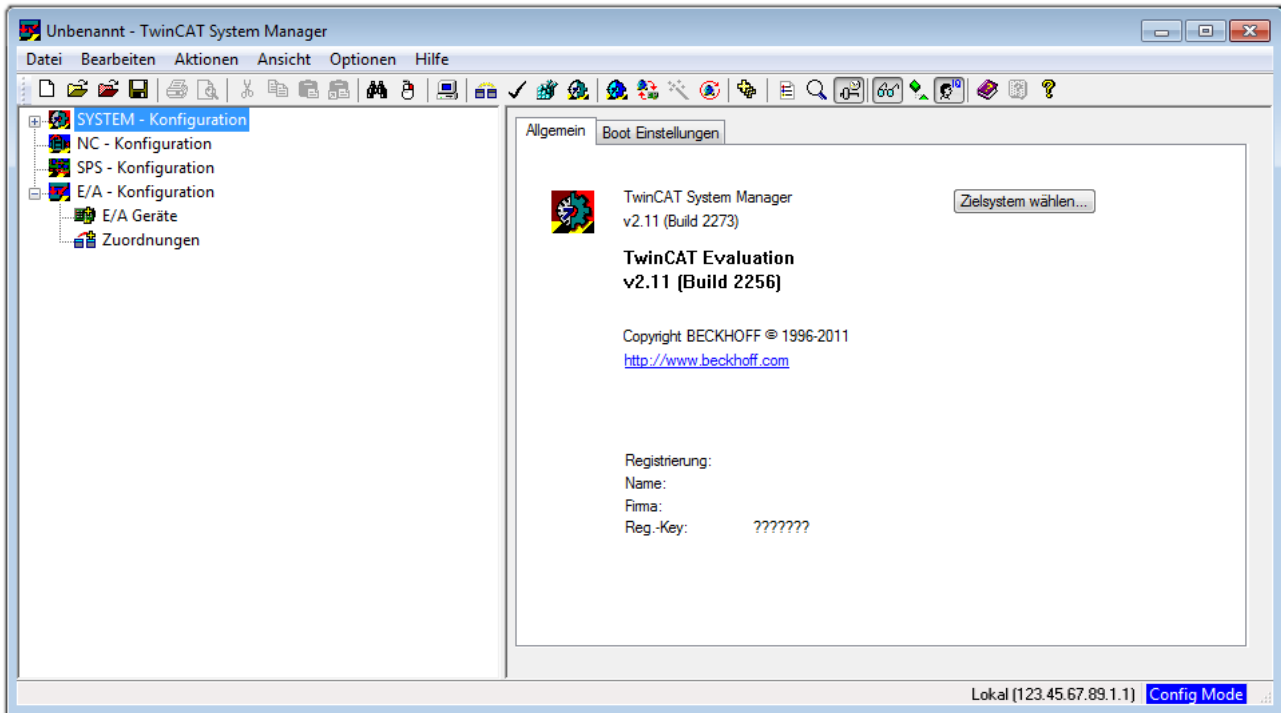 Unbenannt - TwinCAT System Manager
Datei Bearbeiten Aktionen Ansicht Optionen Hilfe
SYSTEM - Konfiguration
NC - Konfiguration
SPS - Konfiguration
E/A - Konfiguration
E/A Geräte
Zuordnungen
Allgemein Boot Einstellungen
TwinCAT System Manager
v2.11 (Build 2273)
Zielsystem wählen...
TwinCAT Evaluation
v2.11 (Build 2256)
Copyright BECKHOFF © 1996-2011
http://www.beckhoff.com
Registrierung:
Name:
Firma:
Reg.-Key: ???????
Lokal (123.45.67.89.1.1) Config Mode